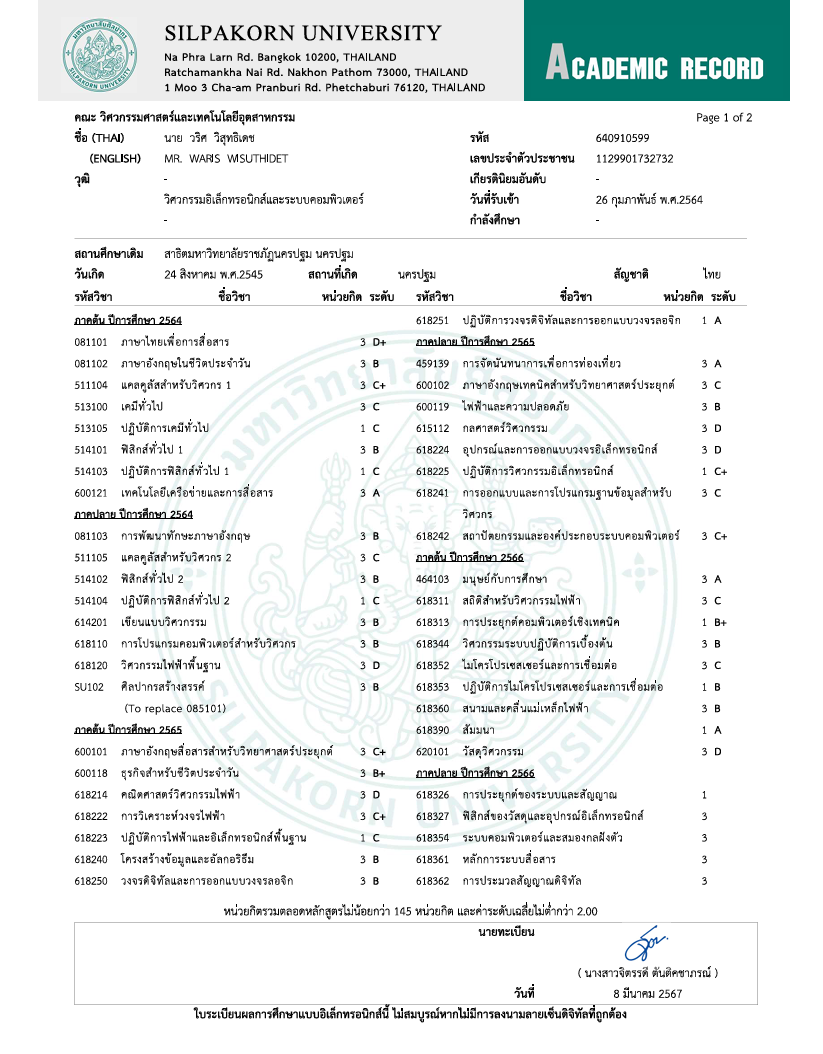 SILPAKORN UNIVERSITY
Na Phra Larn Rd. Bangkok 10200, THAILAND
Ratchamankha Nai Rd. Nakhon Pathom 73000, THAILAND
1 Moo 3 Cha-am Pranburi Rd. Phetchaburi 76120, THAILAND
ACADEMIC RECORD
คณะ วิศวกรรมศาสตร์และเทคโนโลยีอุตสาหกรรม
Page 1 of 2
ชื่อ (THAI) นาย วริศ วิสุทธิเดช
รหัส 640910599
(ENGLISH) MR. WARIS WISUTHIDET
เลขประจำตัวประชาชน 1129901732732
วุฒิ -
เกียรตินิยมอันดับ -
วิศวกรรมอิเล็กทรอนิกส์และระบบคอมพิวเตอร์
วันที่รับเข้า 26 กุมภาพันธ์ พ.ศ.2564
-
กำลังศึกษา -
สถานศึกษาเดิม สาธิตมหาวิทยาลัยราชภัฏนครปฐม นครปฐม
วันเกิด 24 สิงหาคม พ.ศ.2545 สถานที่เกิด นครปฐม สัญชาติ ไทย
รหัสวิชา ชื่อวิชา หน่วยกิต ระดับ
ภาคต้น ปีการศึกษา 2564
081101 ภาษาไทยเพื่อการสื่อสาร 3 D+
081102 ภาษาอังกฤษในชีวิตประจำวัน 3 B
511104 แคลคูลัสสำหรับวิศวกร 1 3 C+
513100 เคมีทั่วไป 3 C
513105 ปฏิบัติการเคมีทั่วไป 1 C
514101 ฟิสิกส์ทั่วไป 1 3 B
514103 ปฏิบัติการฟิสิกส์ทั่วไป 1 1 C
600121 เทคโนโลยีเครือข่ายและการสื่อสาร 3 A
ภาคปลาย ปีการศึกษา 2564
081103 การพัฒนาทักษะภาษาอังกฤษ 3 B
511105 แคลคูลัสสำหรับวิศวกร 2 3 C
514102 ฟิสิกส์ทั่วไป 2 3 B
514104 ปฏิบัติการฟิสิกส์ทั่วไป 2 1 C
614201 เขียนแบบวิศวกรรม 3 B
618110 การโปรแกรมคอมพิวเตอร์สำหรับวิศวกร 3 B
618120 วิศวกรรมไฟฟ้าพื้นฐาน 3 D
SU102 ศิลปากรสร้างสรรค์ 3 B
(To replace 085101)
ภาคต้น ปีการศึกษา 2565
600101 ภาษาอังกฤษสื่อสารสำหรับวิทยาศาสตร์ประยุกต์ 3 C+
600118 ธุรกิจสำหรับชีวิตประจำวัน 3 B+
618214 คณิตศาสตร์วิศวกรรมไฟฟ้า 3 D
618222 การวิเคราะห์วงจรไฟฟ้า 3 C+
618223 ปฏิบัติการไฟฟ้าและอิเล็กทรอนิกส์พื้นฐาน 1 C
618240 โครงสร้างข้อมูลและอัลกอริธึม 3 B
618250 วงจรดิจิทัลและการออกแบบวงจรลอจิก 3 B
รหัสวิชา ชื่อวิชา หน่วยกิต ระดับ
618251 ปฏิบัติการวงจรดิจิทัลและการออกแบบวงจรลอจิก 1 A
ภาคปลาย ปีการศึกษา 2565
459139 การจัดนันทนาการเพื่อการท่องเที่ยว 3 A
600102 ภาษาอังกฤษเทคนิคสำหรับวิทยาศาสตร์ประยุกต์ 3 C
600119 ไฟฟ้าและความปลอดภัย 3 B
615112 กลศาสตร์วิศวกรรม 3 D
618224 อุปกรณ์และการออกแบบวงจรอิเล็กทรอนิกส์ 3 D
618225 ปฏิบัติการวิศวกรรมอิเล็กทรอนิกส์ 1 C+
618241 การออกแบบและการโปรแกรมฐานข้อมูลสำหรับ 3 C
วิศวกร
618242 สถาปัตยกรรมและองค์ประกอบระบบคอมพิวเตอร์ 3 C+
ภาคต้น ปีการศึกษา 2566
464103 มนุษย์กับการศึกษา 3 A
618311 สถิติสำหรับวิศวกรรมไฟฟ้า 3 C
618313 การประยุกต์คอมพิวเตอร์เชิงเทคนิค 1 B+
618344 วิศวกรรมระบบปฏิบัติการเบื้องต้น 3 B
618352 ไมโครโปรเซสเซอร์และการเชื่อมต่อ 3 C
618353 ปฏิบัติการไมโครโปรเซสเซอร์และการเชื่อมต่อ 1 B
618360 สนามและคลื่นแม่เหล็กไฟฟ้า 3 B
618390 สัมมนา 1 A
620101 วัสดุวิศวกรรม 3 D
ภาคปลาย ปีการศึกษา 2566
618326 การประยุกต์ของระบบและสัญญาณ 1
618327 ฟิสิกส์ของวัสดุและอุปกรณ์อิเล็กทรอนิกส์ 3
618354 ระบบคอมพิวเตอร์และสมองกลฝังตัว 3
618361 หลักการระบบสื่อสาร 3
618362 การประมวลสัญญาณดิจิทัล 3
หน่วยกิตรวมตลอดหลักสูตรไม่น้อยกว่า 145 หน่วยกิต และค่าระดับเฉลี่ยไม่ต่ำกว่า 2.00
นายทะเบียน
( นางสาวจิตรรดี ตันติคชาภรณ์ )
วันที่ 8 มีนาคม 2567
ใบระเบียนผลการศึกษาแบบอิเล็กทรอนิกส์นี้ ไม่สมบูรณ์หากไม่มีการลงนามลายเซ็นดิจิทัลที่ถูกต้อง
มหาวิทยาลัยศิลปากร
SILPAKORN UNIVERSITY